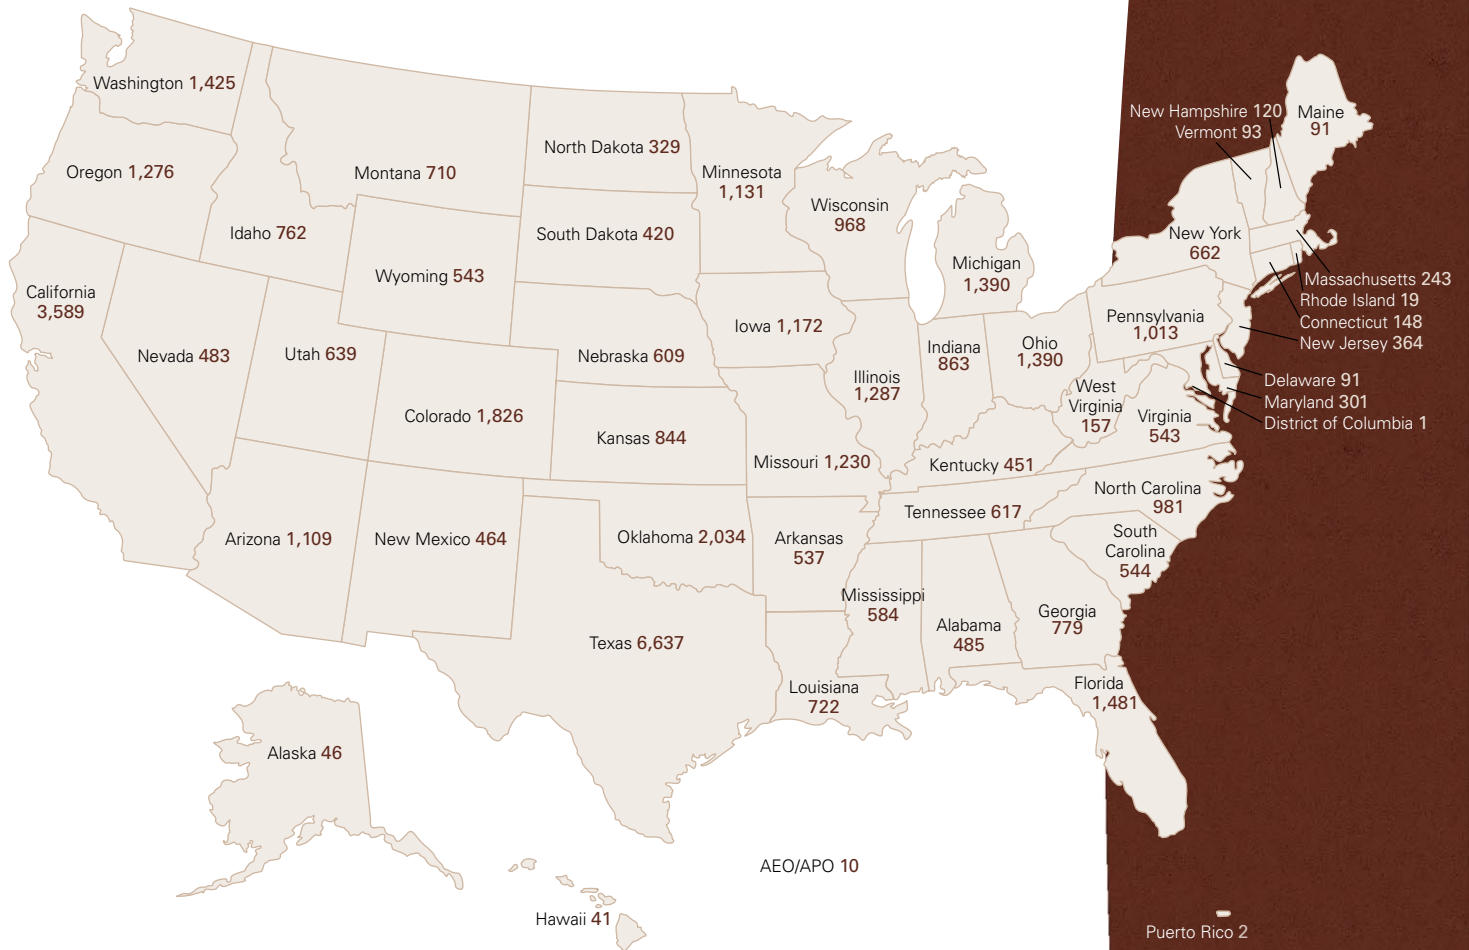 Washington 1,425
Oregon 1,276
Idaho 762
Montana 710
Wyoming 543
California
3,589
Nevada 483
Utah 639
Colorado 1,826
Arizona 1,109
New Mexico 464
North Dakota 329
South Dakota 420
Nebraska 609
Kansas 844
Oklahoma 2,034
Texas 6,637
Minnesota
1,131
Iowa 1,172
Missouri 1,230
Arkansas
537
Louisiana
722
Wisconsin
968
Illinois
1,287
Michigan
1,390
Indiana
863
Ohio
1,390
Kentucky 451
Tennessee 617
Mississippi
584
Alabama
485
Georgia
779
Florida
1,481
South
Carolina
544
North Carolina
981
Virginia
543
West
Virginia
157
Pennsylvania
1,013
New York
662
New Hampshire 120
Vermont 93
Maine
91
Massachusetts 243
Rhode Island 19
Connecticut 148
New Jersey 364
Delaware 91
Maryland 301
District of Columbia 1
Alaska 46
Hawaii 41
AEO/APO 10
Puerto Rico 2